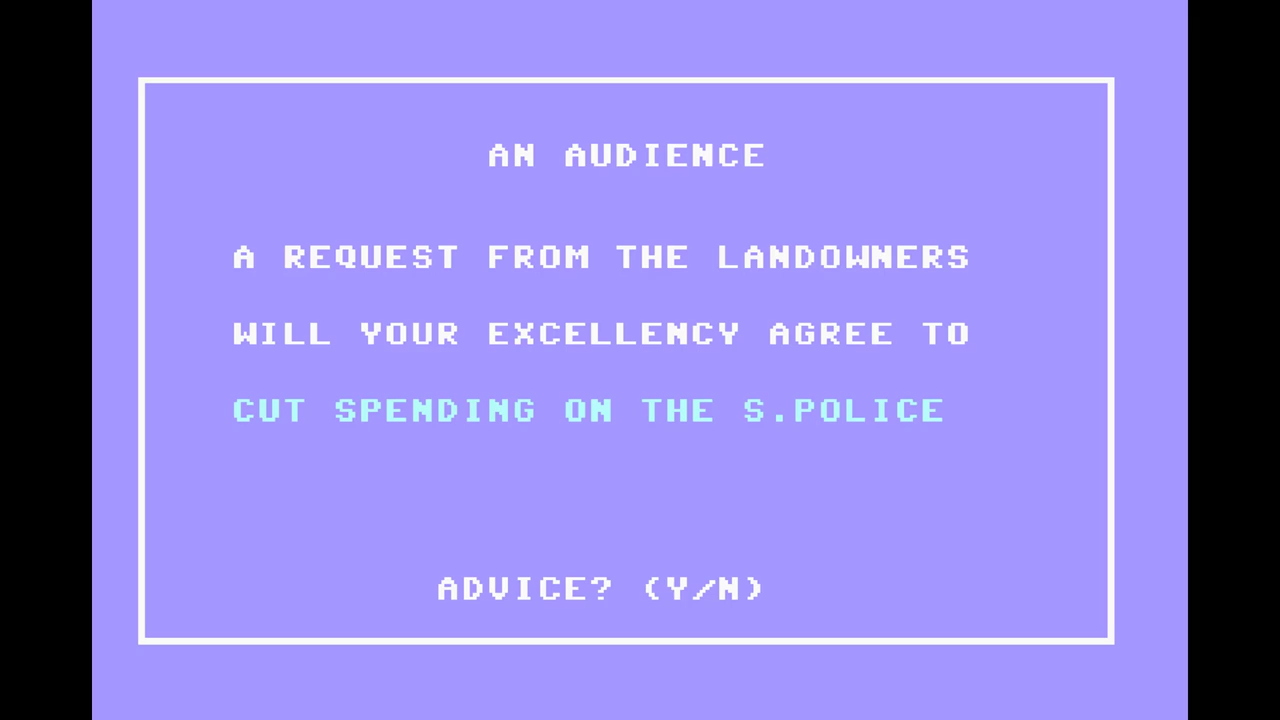 AN AUDIENCE
A REQUEST FROM THE LANDOWNERS
WILL YOUR EXCELLENCY AGREE TO
CUT SPENDING ON THE S.POLICE
ADVICE? (Y/N)